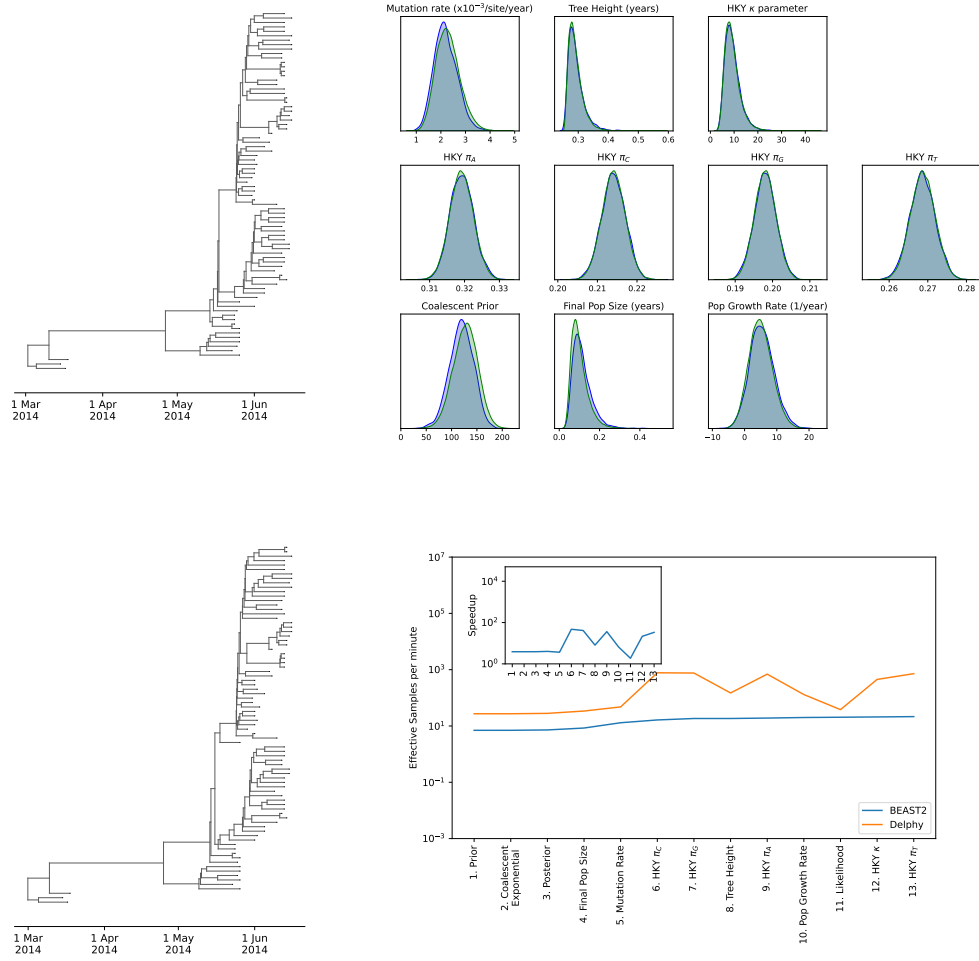 Mutation rate (x10⁻³/site/year)
Tree Height (years)
HKY κ parameter
1 2 3 4 5
0.3 0.4 0.5 0.6
0 10 20 30 40
HKY π_A
HKY π_C
HKY π_G
HKY π_T
0.31 0.32 0.33
0.20 0.21 0.22
0.19 0.20 0.21
0.26 0.27 0.28
Coalescent Prior
Final Pop Size (years)
Pop Growth Rate (1/year)
0 50 100 150 200
0.0 0.2 0.4
−10 0 10 20
1 Mar
2014
1 Apr
2014
1 May
2014
1 Jun
2014
1 Mar
2014
1 Apr
2014
1 May
2014
1 Jun
2014
Effective Samples per minute
10⁷
10⁵
10³
10¹
10⁻¹
10⁻³
Speedup
10⁴
10²
10⁰
1 2 3 4 5 6 7 8 9 10 11 12 13
BEAST2
Delphy
1. Prior
2. Coalescent
Exponential
3. Posterior
4. Final Pop Size
5. Mutation Rate
6. HKY π_C
7. HKY π_G
8. Tree Height
9. HKY π_A
10. Pop Growth Rate
11. Likelihood
12. HKY κ
13. HKY π_T